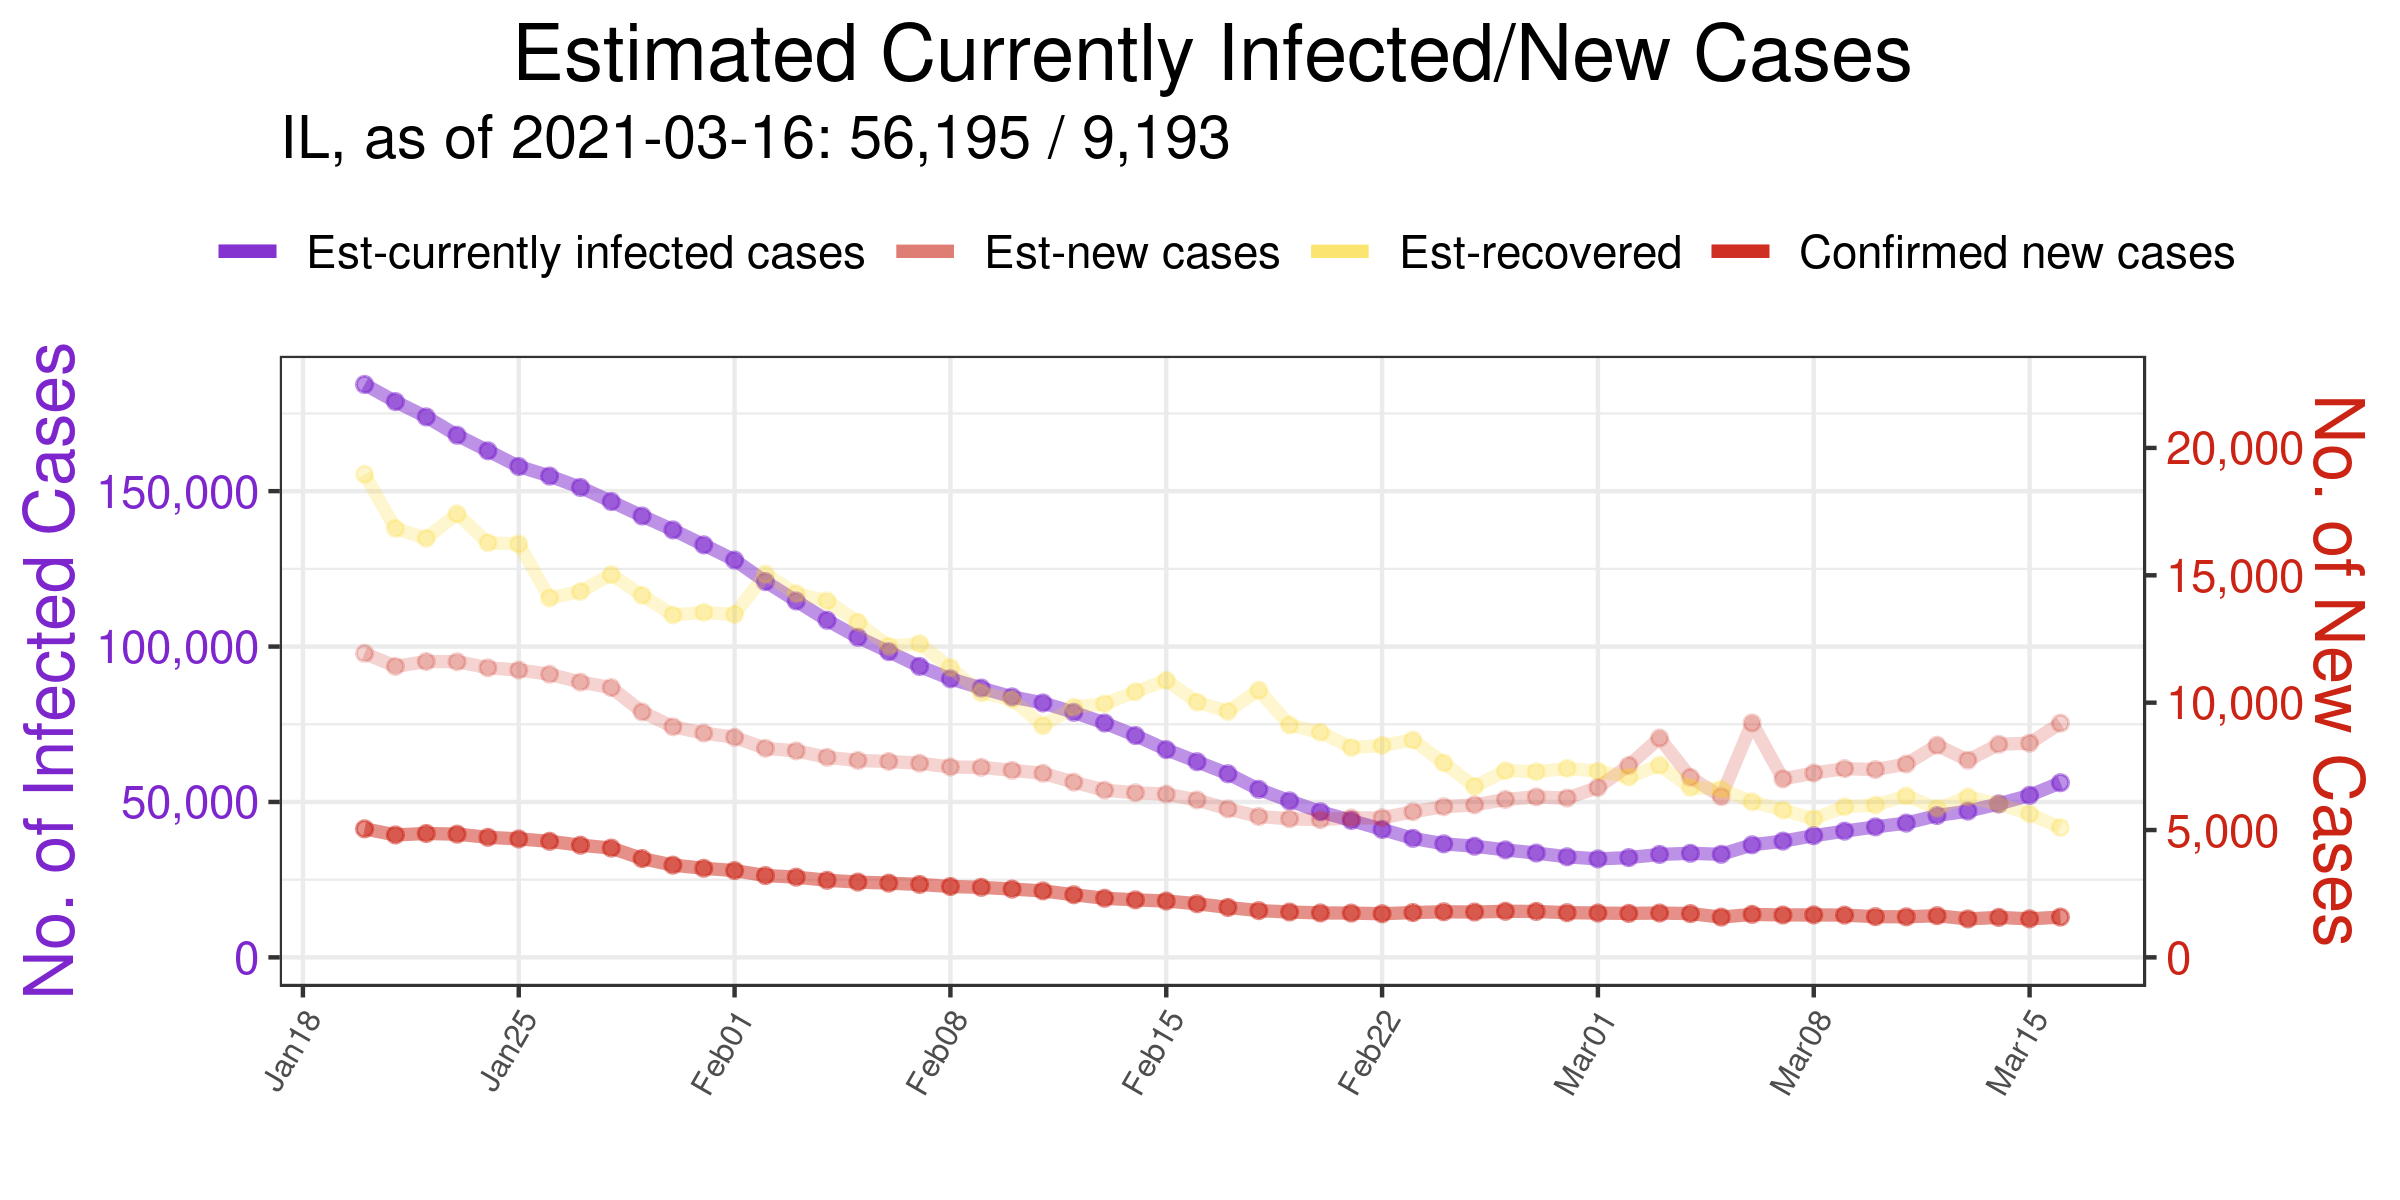 Estimated Currently Infected/New Cases
IL, as of 2021-03-16: 56,195 / 9,193
Est-currently infected cases Est-new cases Est-recovered Confirmed new cases
No. of Infected Cases
150,000
100,000
50,000
0
20,000
15,000
10,000
5,000
0
No. of New Cases
Jan18 Jan25 Feb01 Feb08 Feb15 Feb22 Mar01 Mar08 Mar15